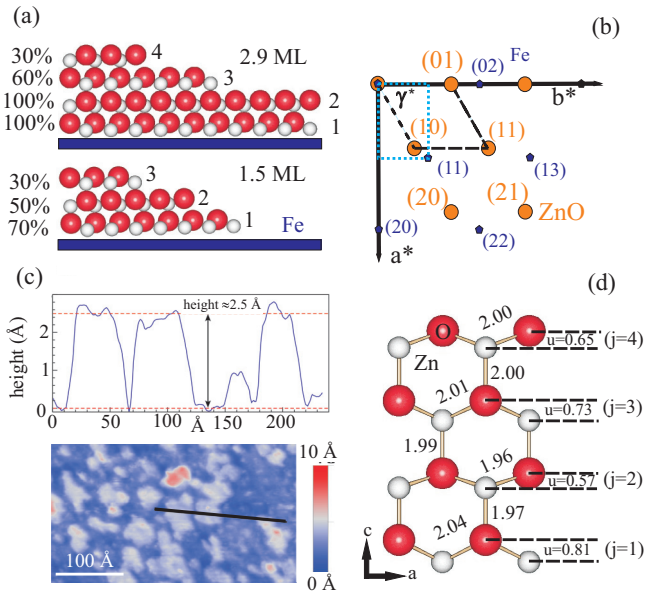 (a)
30%
4
2.9 ML
60%
3
100%
2
100%
1
30%
3
1.5 ML
50%
2
70%
1
Fe
(b)
(01)
(02)
Fe
γ*
b*
(10)
(11)
(11)
(13)
(20)
(21)
ZnO
(20)
(22)
a*
(c)
height ≈2.5 Å
height (Å)
2
1
0
0
50
Å
100
150
200
10 Å
0 Å
100 Å
(d)
O
2.00
u=0.65
(j=4)
Zn
2.00
2.01
u=0.73
(j=3)
1.99
1.96
u=0.57
(j=2)
1.97
2.04
u=0.81
(j=1)
c
a